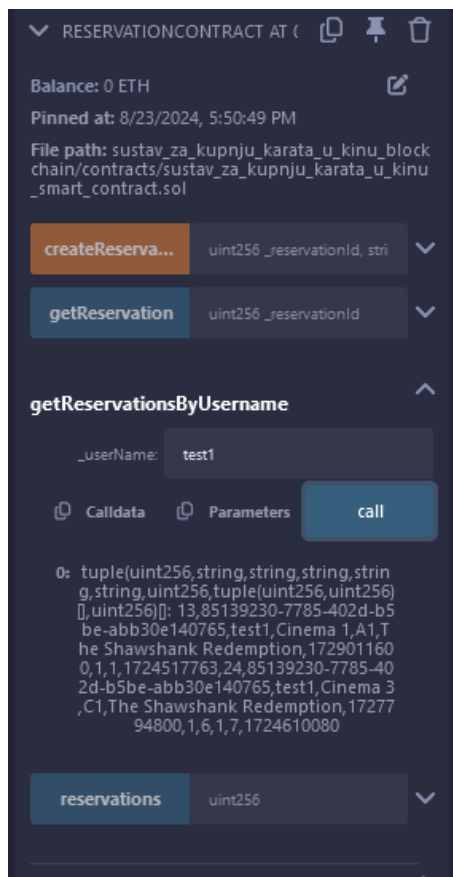 RESERVATIONCONTRACT AT (
Balance: 0 ETH
Pinned at: 8/23/2024, 5:50:49 PM
File path: sustav_za_kupnju_karata_u_kinu_block
chain/contracts/sustav_za_kupnju_karata_u_kinu
_smart_contract.sol
createReserva... uint256 _reservationId, stri
getReservation uint256 _reservationId
getReservationsByUsername
_userName: test1
Calldata Parameters call
0: tuple(uint256,string,string,string,strin
g,string,uint256,tuple(uint256,uint256)
[],uint256)[]: 13,85139230-7785-402d-b5
be-abb30e140765,test1,Cinema 1,A1,T
he Shawshank Redemption,172901160
0,1,1,1724517763,24,85139230-7785-40
2d-b5be-abb30e140765,test1,Cinema 3
,C1,The Shawshank Redemption,17277
94800,1,6,1,7,1724610080
reservations uint256